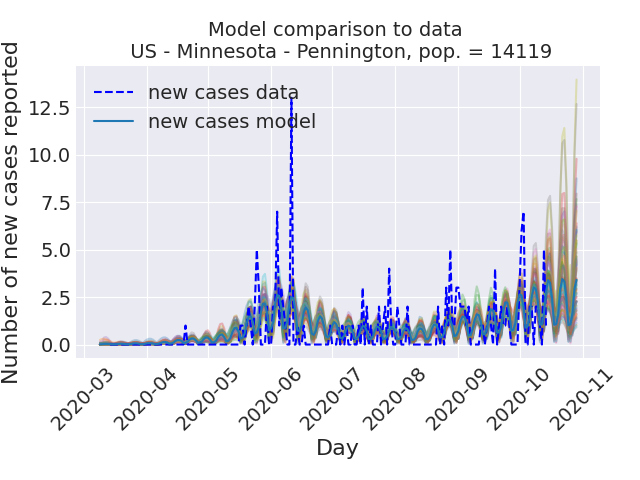 Model comparison to data
US - Minnesota - Pennington, pop. = 14119
Number of new cases reported
12.5
10.0
7.5
5.0
2.5
0.0
new cases data
new cases model
2020-03
2020-04
2020-05
2020-06
2020-07
2020-08
2020-09
2020-10
2020-11
Day